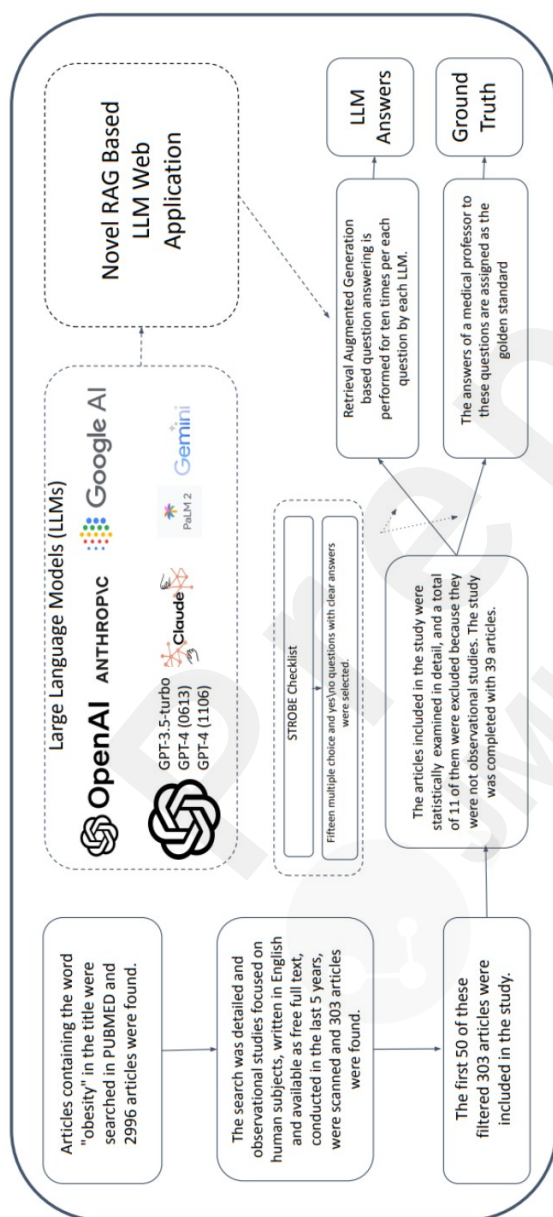 Articles containing the word
"obesity" in the title were
searched in PUBMED and
2996 articles were found.
The search was detailed and
observational studies focused on
human subjects, written in English
and available as free full text,
conducted in the last 5 years,
were scanned and 303 articles
were found.
The first 50 of these
filtered 303 articles were
included in the study.
Large Language Models (LLMs)
OpenAI
ANTHROP\C
Google AI
GPT-3.5-turbo
GPT-4 (0613)
GPT-4 (1106)
Claude
PaLM 2
Gemini
Novel RAG Based
LLM Web
Application
STROBE Checklist
Fifteen multiple choice and yes\no questions with clear answers
were selected.
The articles included in the study were
statistically examined in detail, and a total
of 11 of them were excluded because they
were not observational studies. The study
was completed with 39 articles.
Retrieval Augmented Generation
based question answering is
performed for ten times per each
question by each LLM.
LLM
Answers
The answers of a medical professor to
these questions are assigned as the
golden standard
Ground
Truth